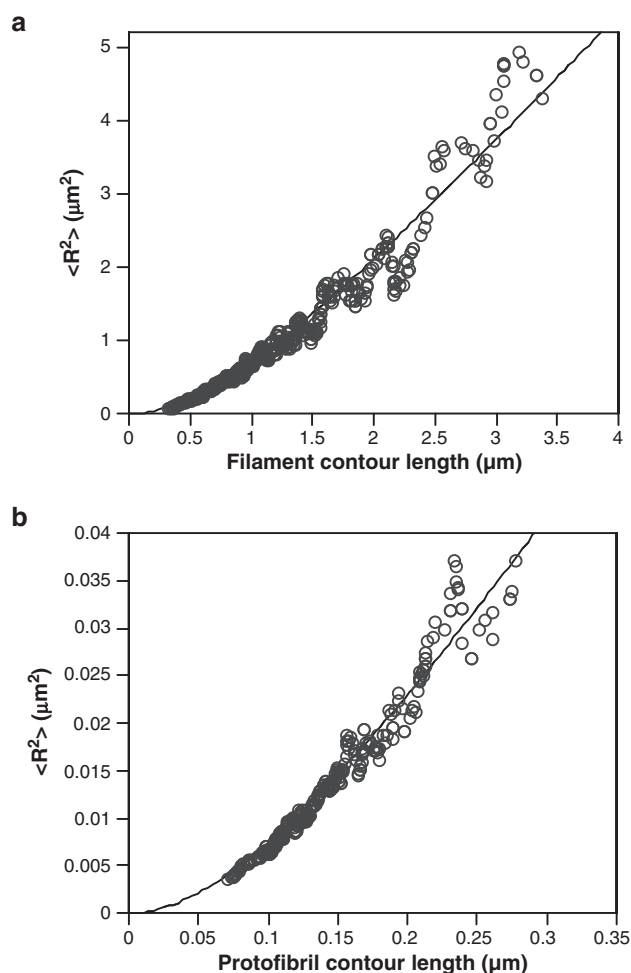 a
5
4
3
2
1
0
<R²> (µm²)
0 0.5 1 1.5 2 2.5 3 3.5 4
Filament contour length (µm)
b
0.04
0.035
0.03
0.025
0.02
0.015
0.01
0.005
0
<R²> (µm²)
0 0.05 0.1 0.15 0.2 0.25 0.3 0.35
Protofibril contour length (µm)